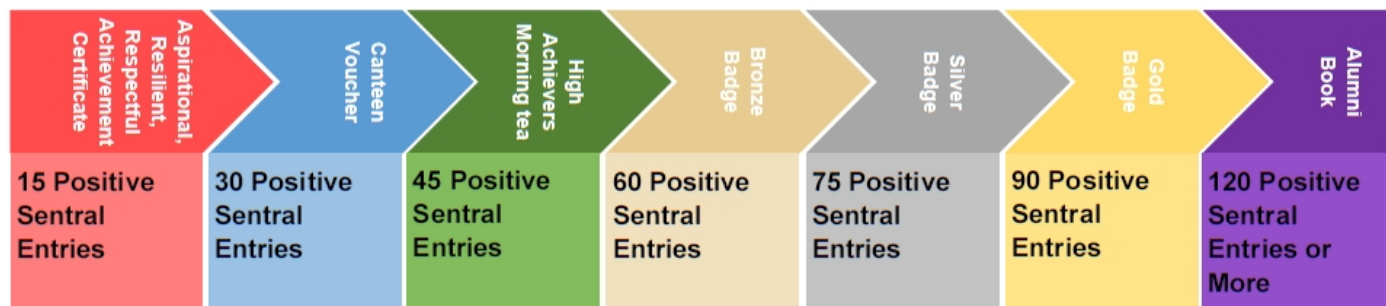 Aspirational,
Resilient,
Respectful
Achievement
Certificate
Canteen
Voucher
High
Achievers
Morning tea
Bronze
Badge
Silver
Badge
Gold
Badge
Alumni
Book
15 Positive
Sentral
Entries
30 Positive
Sentral
Entries
45 Positive
Sentral
Entries
60 Positive
Sentral
Entries
75 Positive
Sentral
Entries
90 Positive
Sentral
Entries
120 Positive
Sentral
Entries or
More